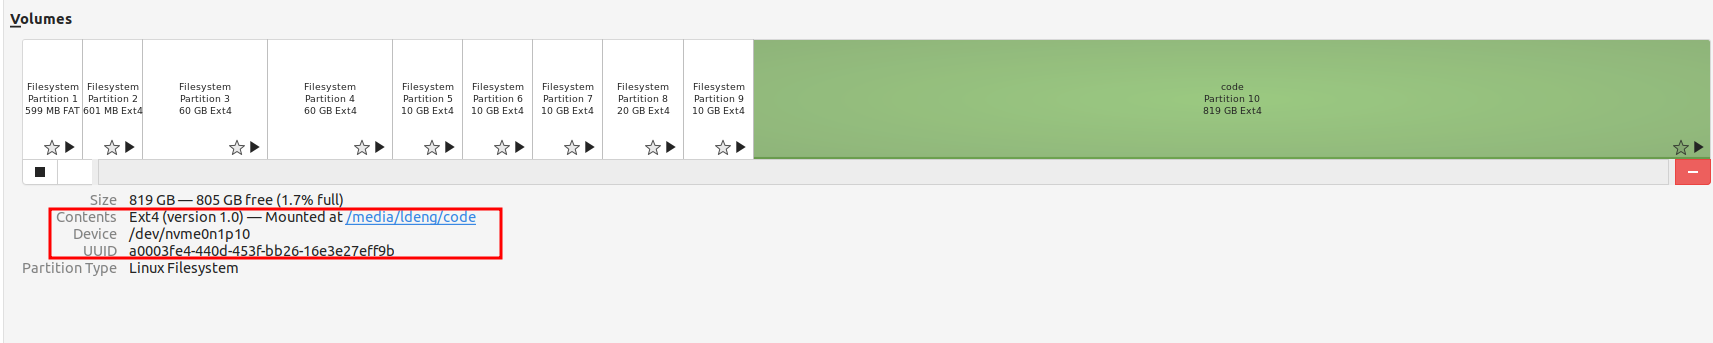 Volumes
Filesystem
Partition 1
599 MB FAT
Filesystem
Partition 2
601 MB Ext4
Filesystem
Partition 3
60 GB Ext4
Filesystem
Partition 4
60 GB Ext4
Filesystem
Partition 5
10 GB Ext4
Filesystem
Partition 6
10 GB Ext4
Filesystem
Partition 7
10 GB Ext4
Filesystem
Partition 8
20 GB Ext4
Filesystem
Partition 9
10 GB Ext4
code
Partition 10
819 GB Ext4
Size 819 GB — 805 GB free (1.7% full)
Contents Ext4 (version 1.0) — Mounted at /media/ldeng/code
Device /dev/nvme0n1p10
UUID a0003fe4-440d-453f-bb26-16e3e27eff9b
Partition Type Linux Filesystem